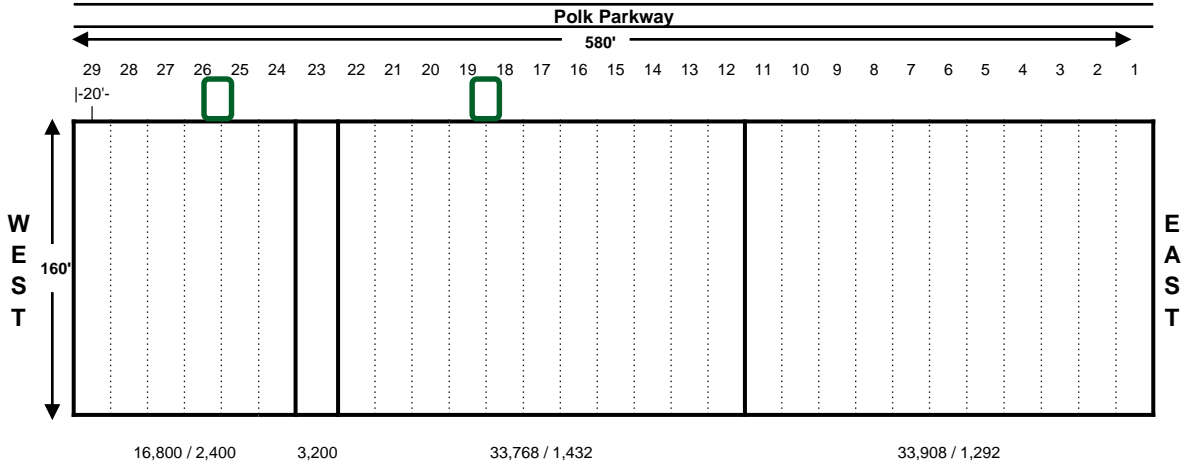 Polk Parkway
580'
29 28 27 26 25 24 23 22 21 20 19 18 17 16 15 14 13 12 11 10 9 8 7 6 5 4 3 2 1
|-20'-
W
E
S
T
160'
E
A
S
T
16,800 / 2,400 3,200 33,768 / 1,432 33,908 / 1,292